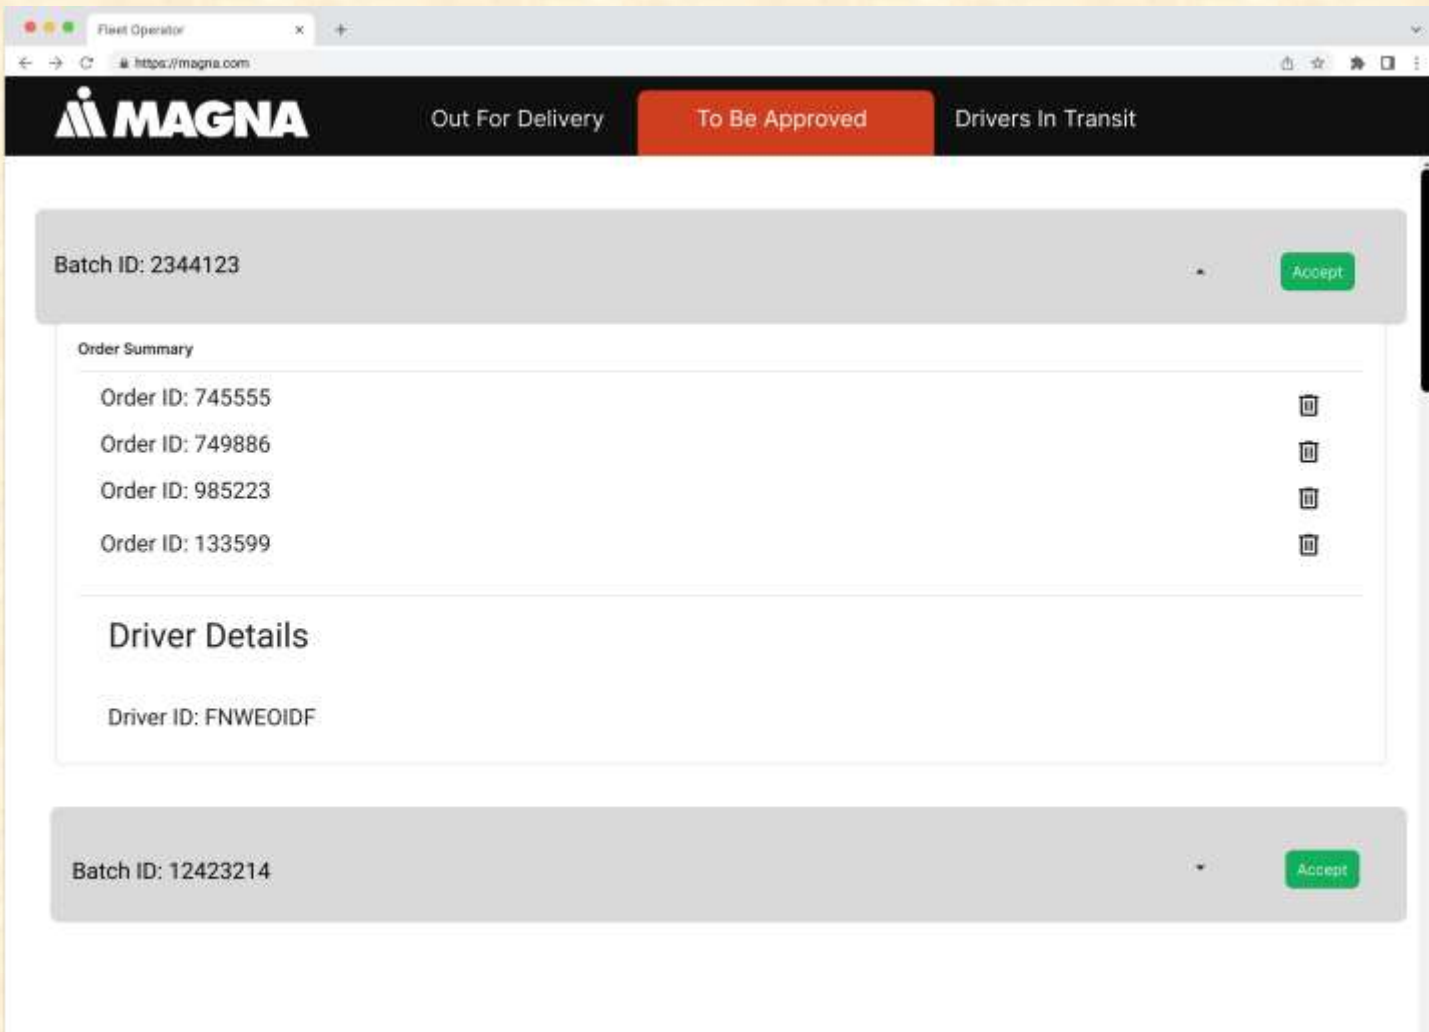 Fleet Operator
https://magna.com
MAGNA Out For Delivery To Be Approved Drivers In Transit
Batch ID: 2344123 Accept
Order Summary
Order ID: 745555
Order ID: 749886
Order ID: 985223
Order ID: 133599
Driver Details
Driver ID: FNWEOIDF
Batch ID: 12423214 Accept